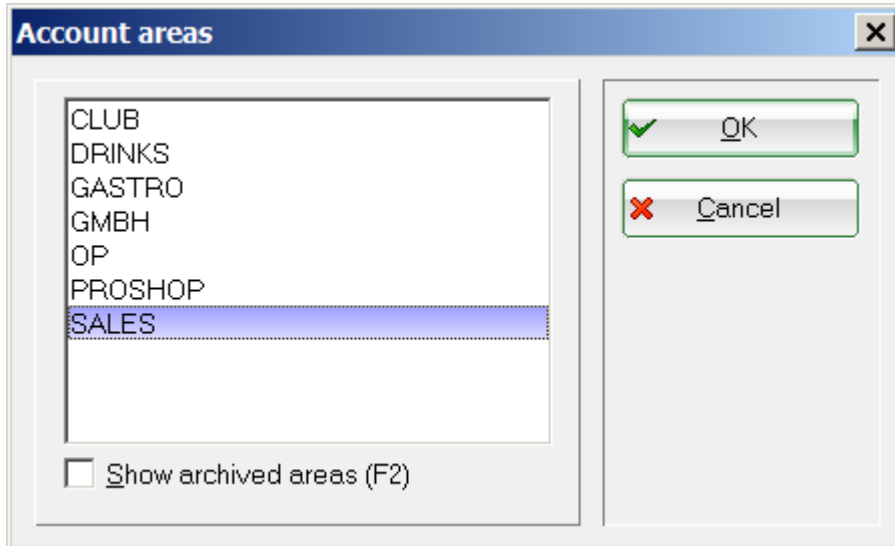 Account areas
CLUB
DRINKS
GASTRO
GMBH
OP
PROSHOP
SALES
Show archived areas (F2)
OK
Cancel